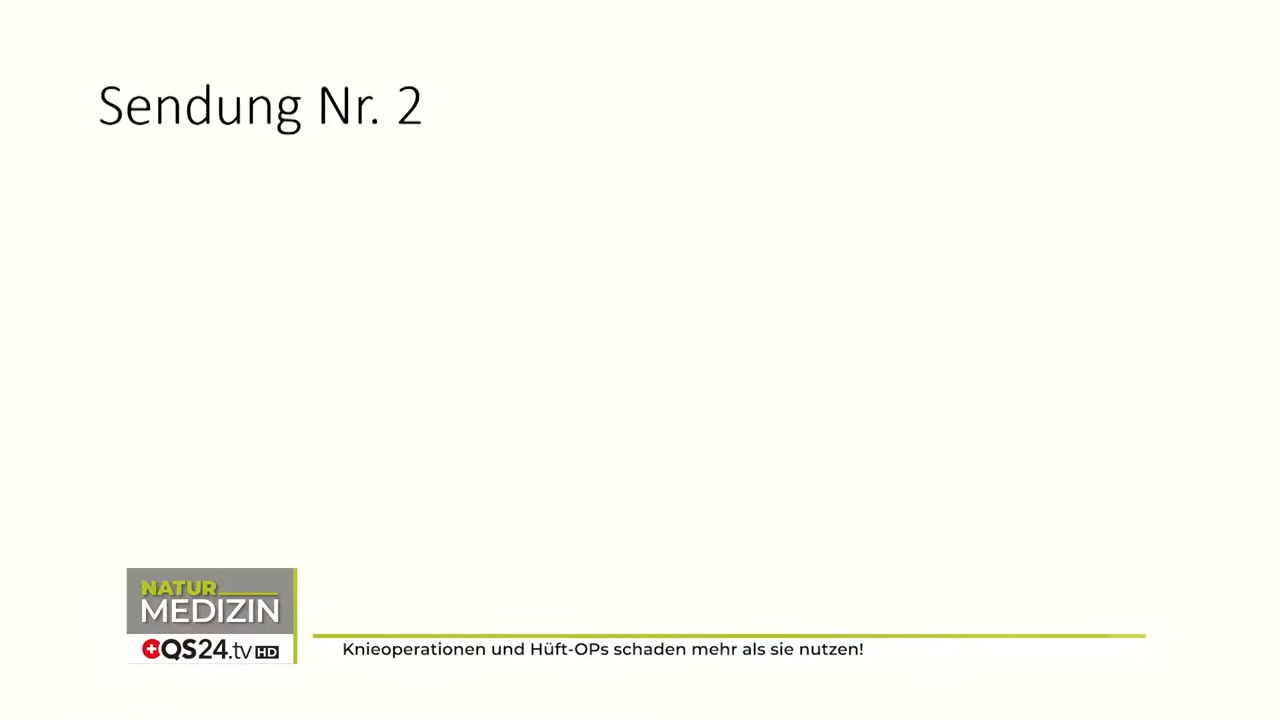 Sendung Nr. 2
NATUR
MEDIZIN
QS24.tv HD
Knieoperationen und Hüft-OPs schaden mehr als sie nutzen!